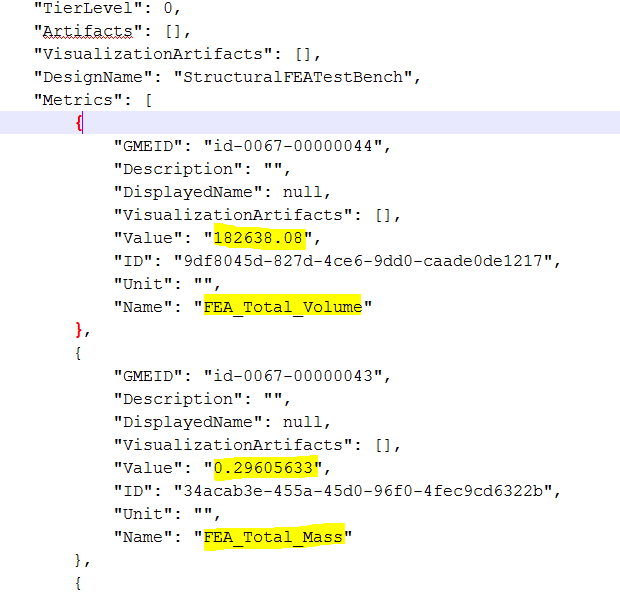 "TierLevel": 0,
"Artifacts": [],
"VisualizationArtifacts": [],
"DesignName": "StructuralFEATestBench",
"Metrics": [
{
"GMEID": "id-0067-00000044",
"Description": "",
"DisplayedName": null,
"VisualizationArtifacts": [],
"Value": "182638.08",
"ID": "9df8045d-827d-4ce6-9dd0-caade0de1217",
"Unit": "",
"Name": "FEA_Total_Volume"
},
{
"GMEID": "id-0067-00000043",
"Description": "",
"DisplayedName": null,
"VisualizationArtifacts": [],
"Value": "0.29605633",
"ID": "34acab3e-455a-45d0-96f0-4fec9cd6322b",
"Unit": "",
"Name": "FEA_Total_Mass"
},
{